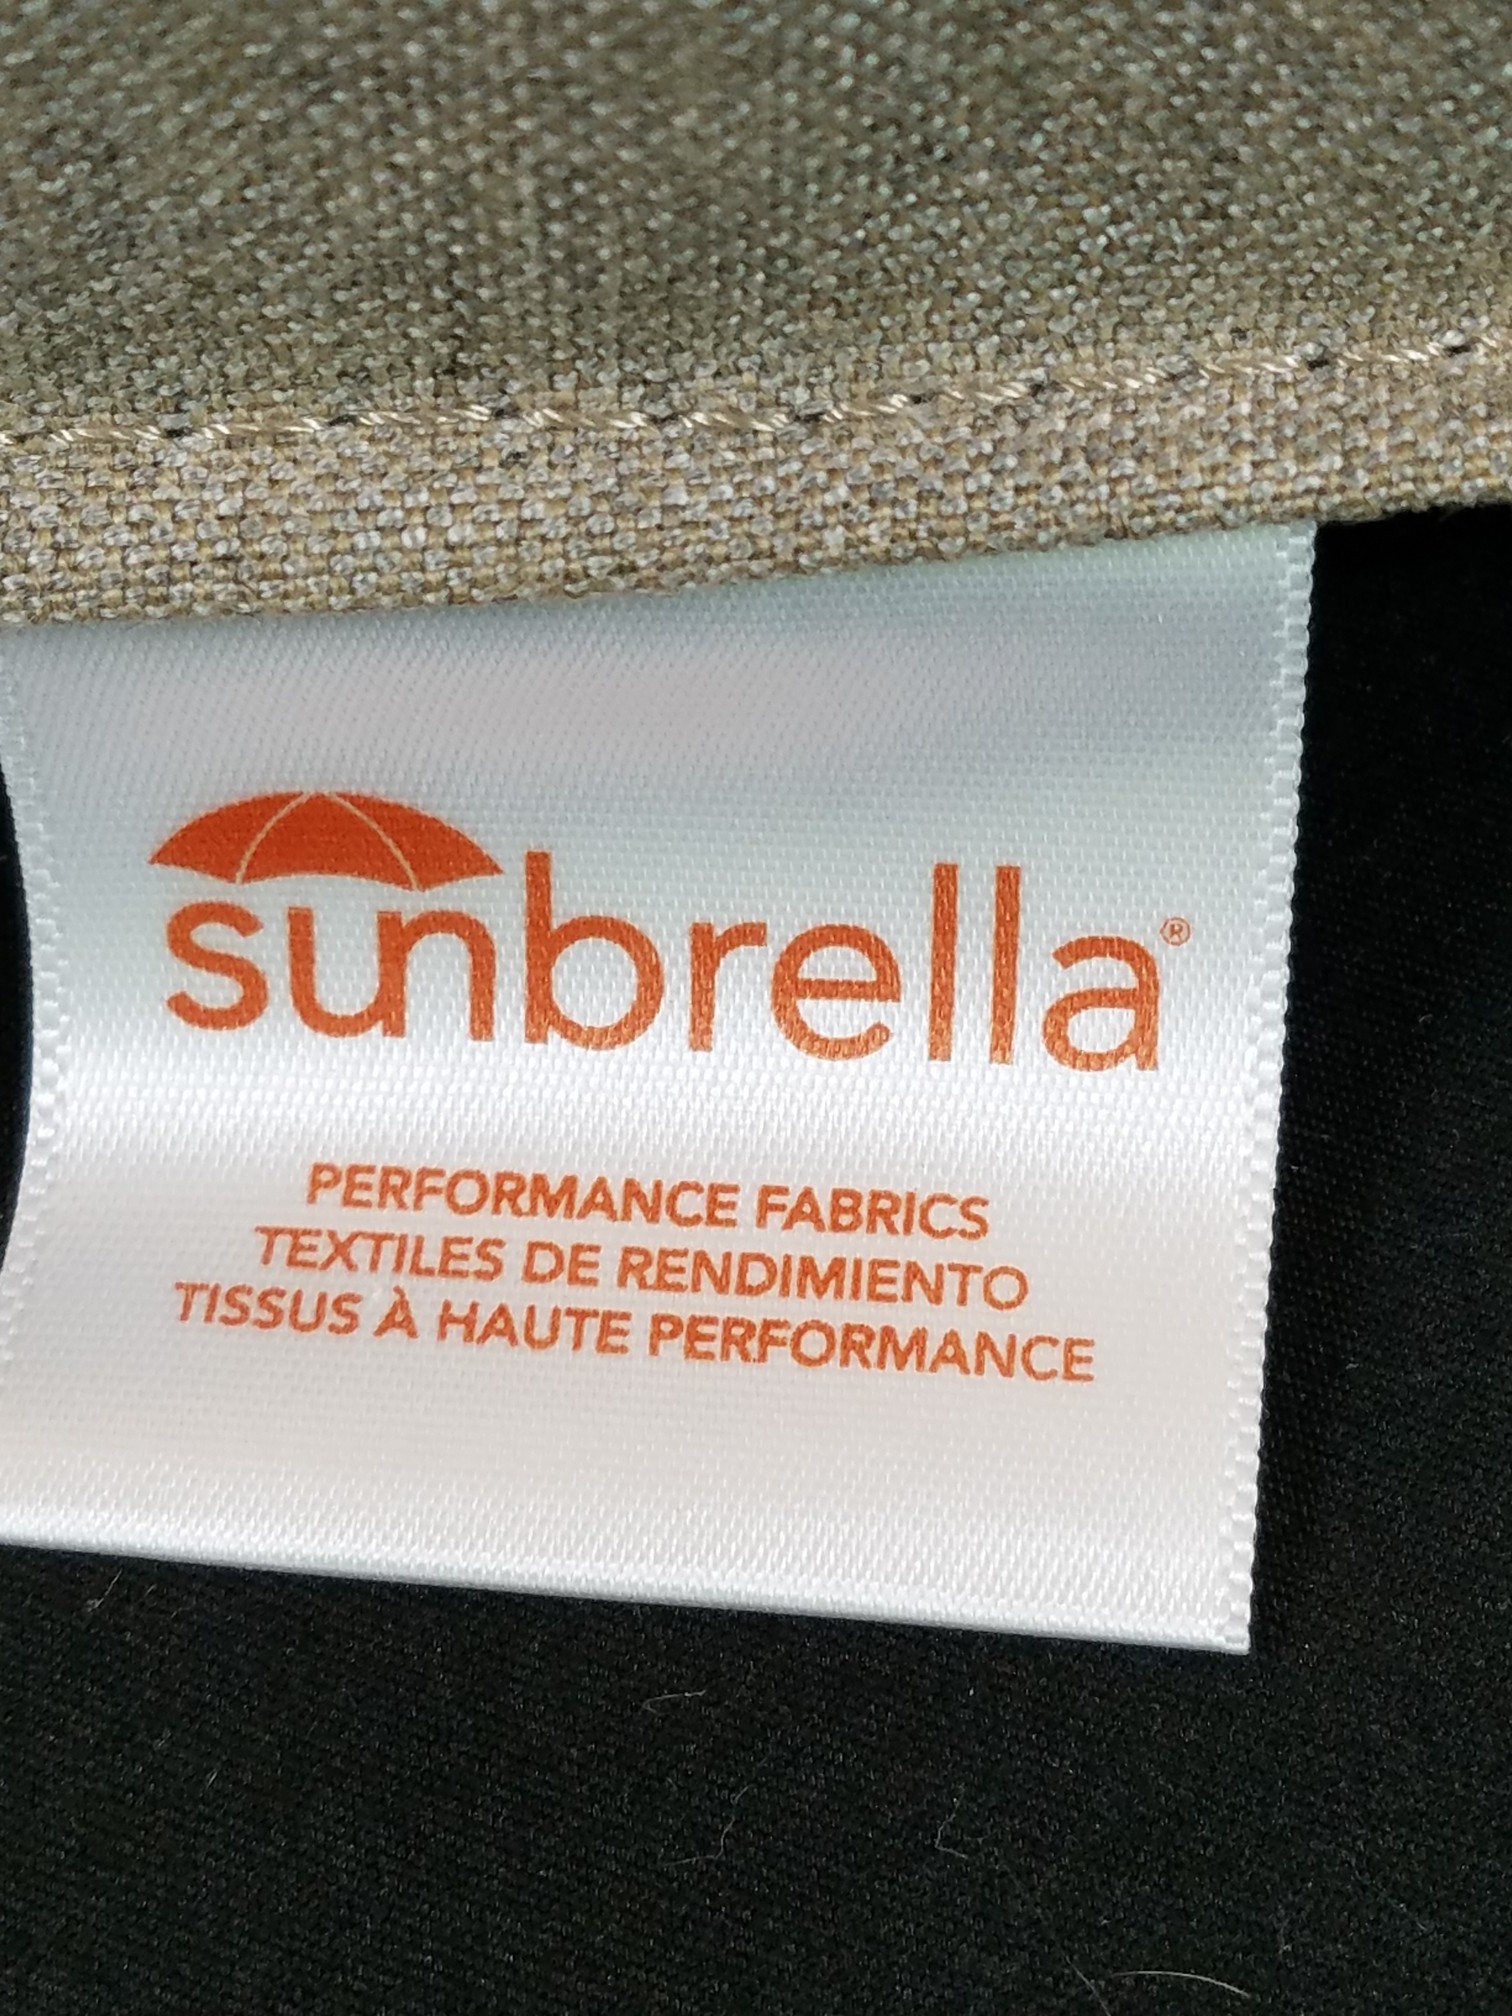 sunbrella®
PERFORMANCE FABRICS
TEXTILES DE RENDIMIENTO
TISSUS À HAUTE PERFORMANCE